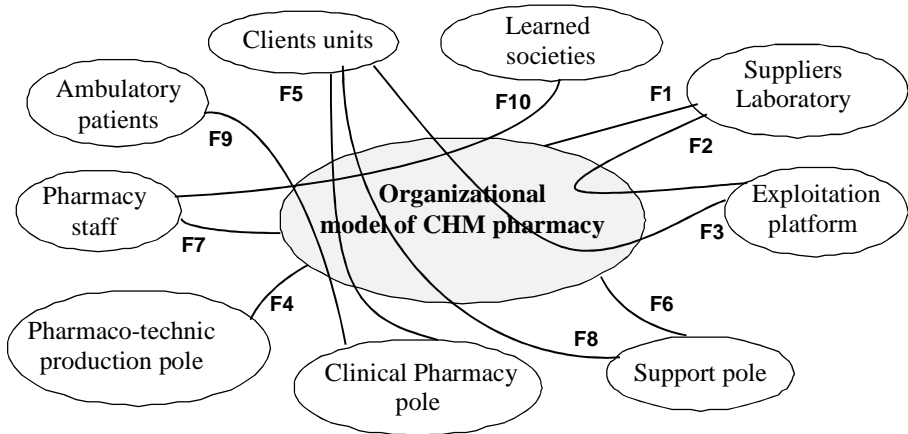 Clients units
Learned
societies
Suppliers
Laboratory
Ambulatory
patients
F5
F10
F1
F9
F2
Organizational
model of CHM pharmacy
Pharmacy
staff
Exploitation
platform
F7
F3
F4
F6
Pharmaco-technic
production pole
F8
Clinical Pharmacy
pole
Support pole